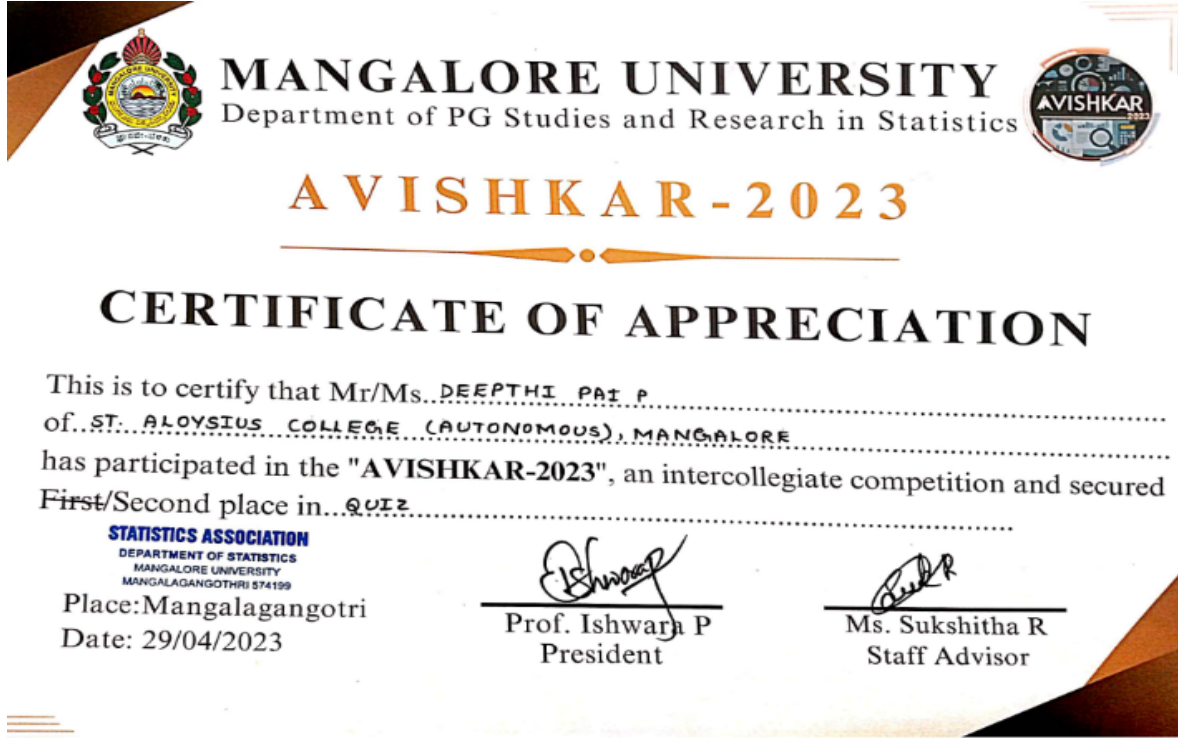 MANGALORE UNIVERSITY
Department of PG Studies and Research in Statistics
AVISHKAR
2023
AVISHKAR-2023
CERTIFICATE OF APPRECIATION
This is to certify that Mr/Ms..DEEPTHI PAI P
of..ST. ALOYSIUS COLLEGE (AUTONOMOUS), MANGALORE
has participated in the "AVISHKAR-2023", an intercollegiate competition and secured
First/Second place in...QUIZ
STATISTICS ASSOCIATION
DEPARTMENT OF STATISTICS
MANGALORE UNIVERSITY
MANGALAGANGOTHRI 574199
Place:Mangalagangotri
Date: 29/04/2023
Prof. Ishwara P
President
Ms. Sukshitha R
Staff Advisor